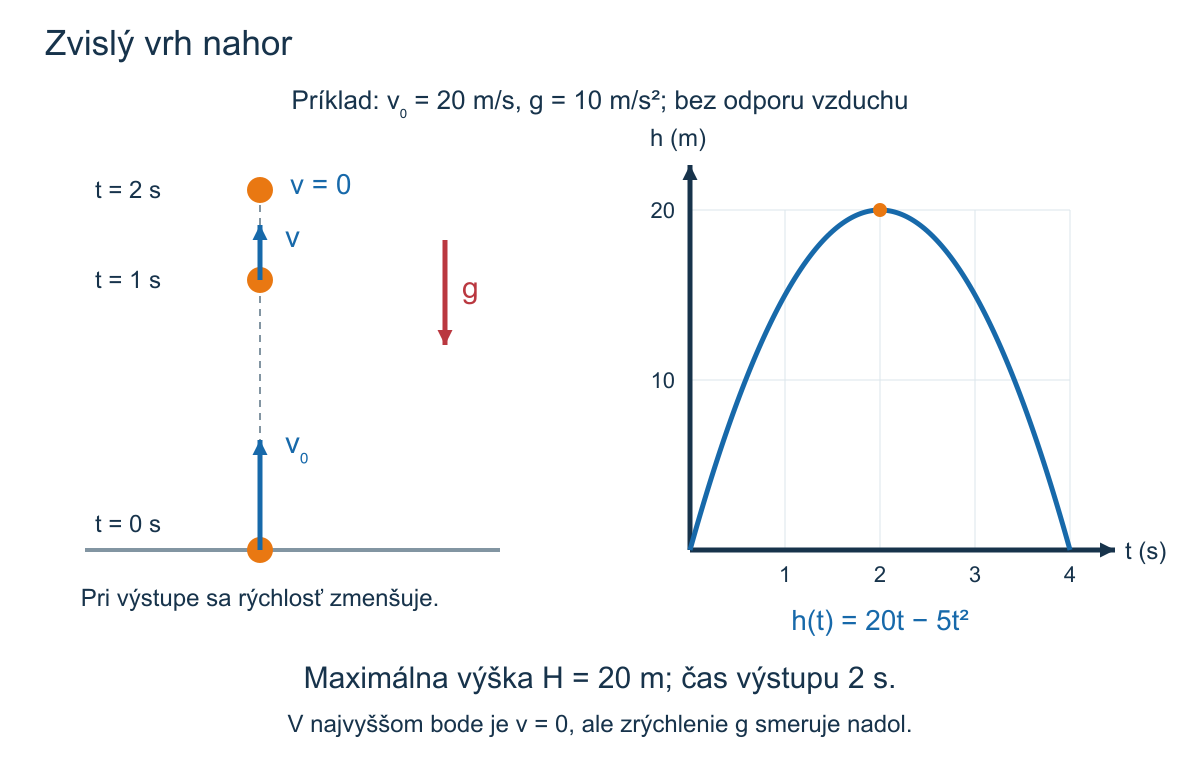 Zvislý vrh nahor
Príklad: v₀ = 20 m/s, g = 10 m/s²; bez odporu vzduchu
t = 2 s
v = 0
v
t = 1 s
g
v₀
t = 0 s
Pri výstupe sa rýchlosť zmenšuje.
h (m)
20
10
t (s)
1 2 3 4
h(t) = 20t − 5t²
Maximálna výška H = 20 m; čas výstupu 2 s.
V najvyššom bode je v = 0, ale zrýchlenie g smeruje nadol.